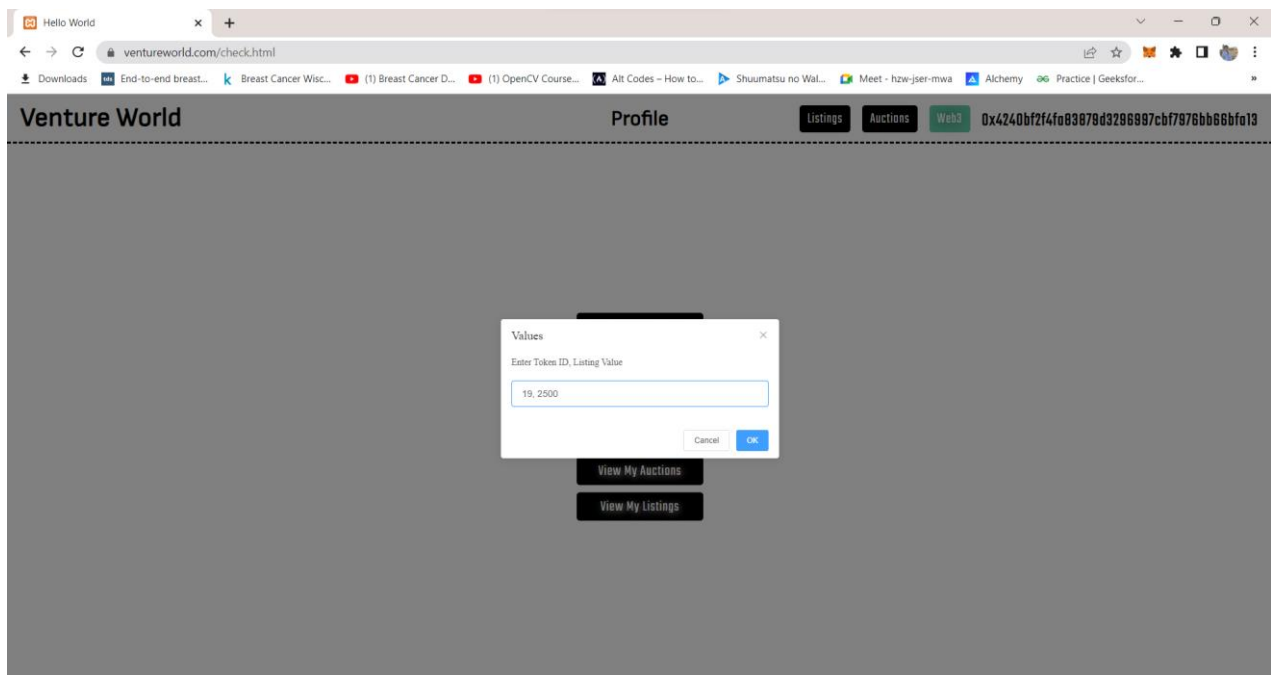 Hello World
ventureworld.com/check.html
Downloads End-to-end breast... Breast Cancer Wisc... (1) Breast Cancer D... (1) OpenCV Course... Alt Codes – How to... Shuumatsu no Wal... Meet - hzw-jser-mwa Alchemy Practice | Geeksfor... »
Venture World Profile Listings Auctions Web3 0x4240bf2f4fa83879d3296997cbf7976bb66bfa13
Values
Enter Token ID, Listing Value
19, 2500
Cancel OK
View My Auctions
View My Listings